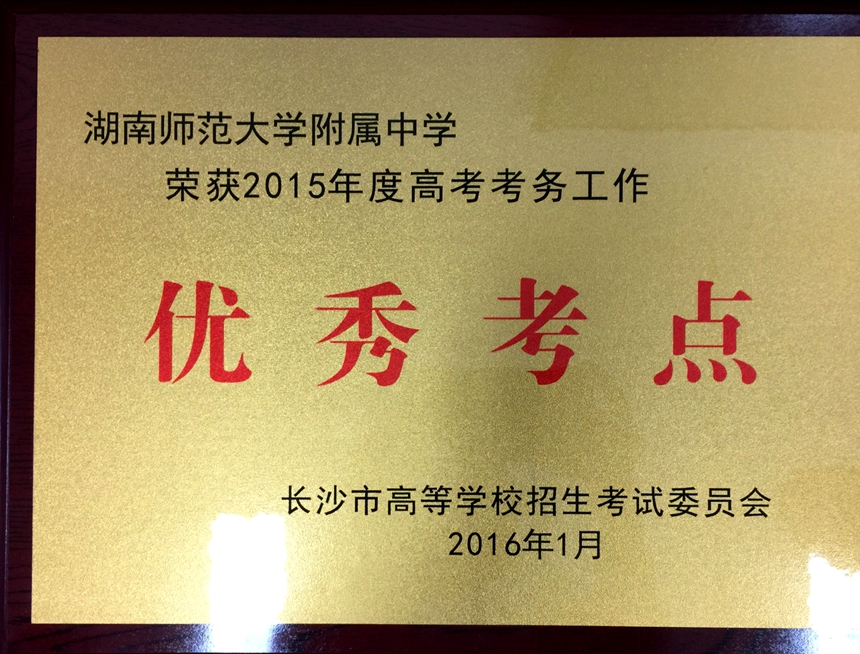 湖南师范大学附属中学
荣获2015年度高考考务工作
优秀考点
长沙市高等学校招生考试委员会
2016年1月